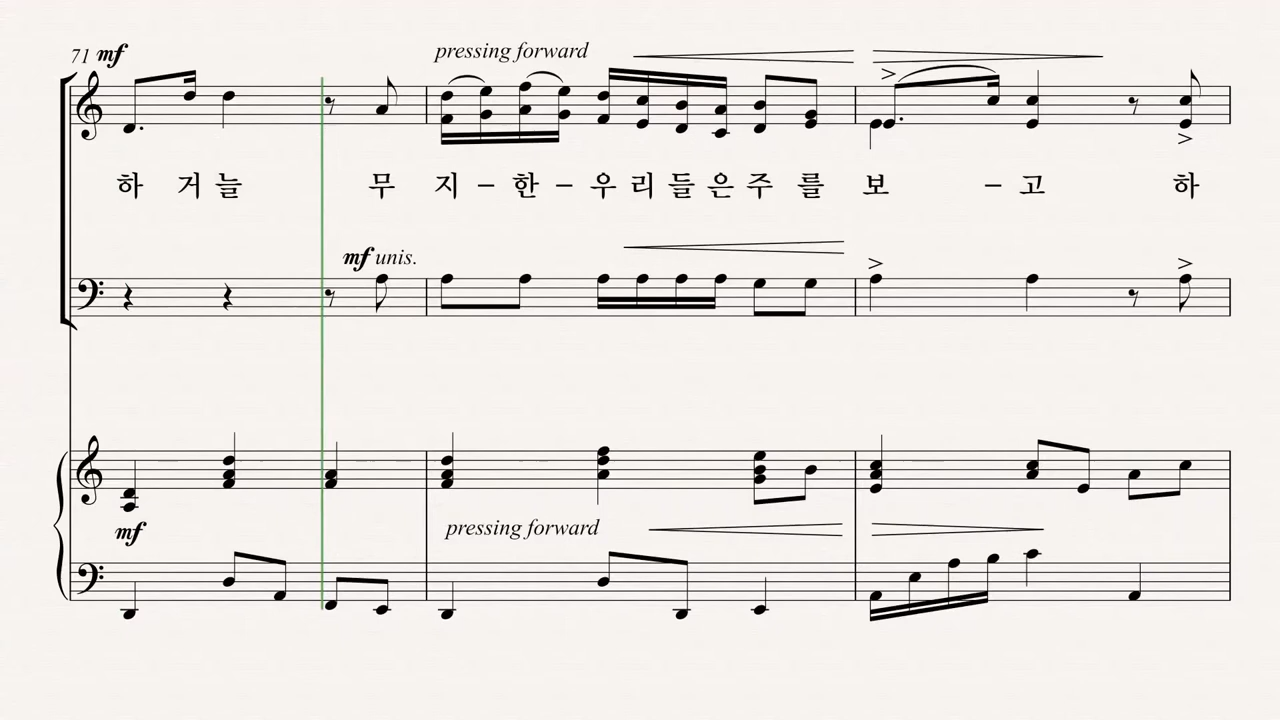 71 mf
pressing forward
하 거 늘 무 지 – 한 – 우 리 들 은 주 를 보 – 고 하
mf unis.
mf
pressing forward